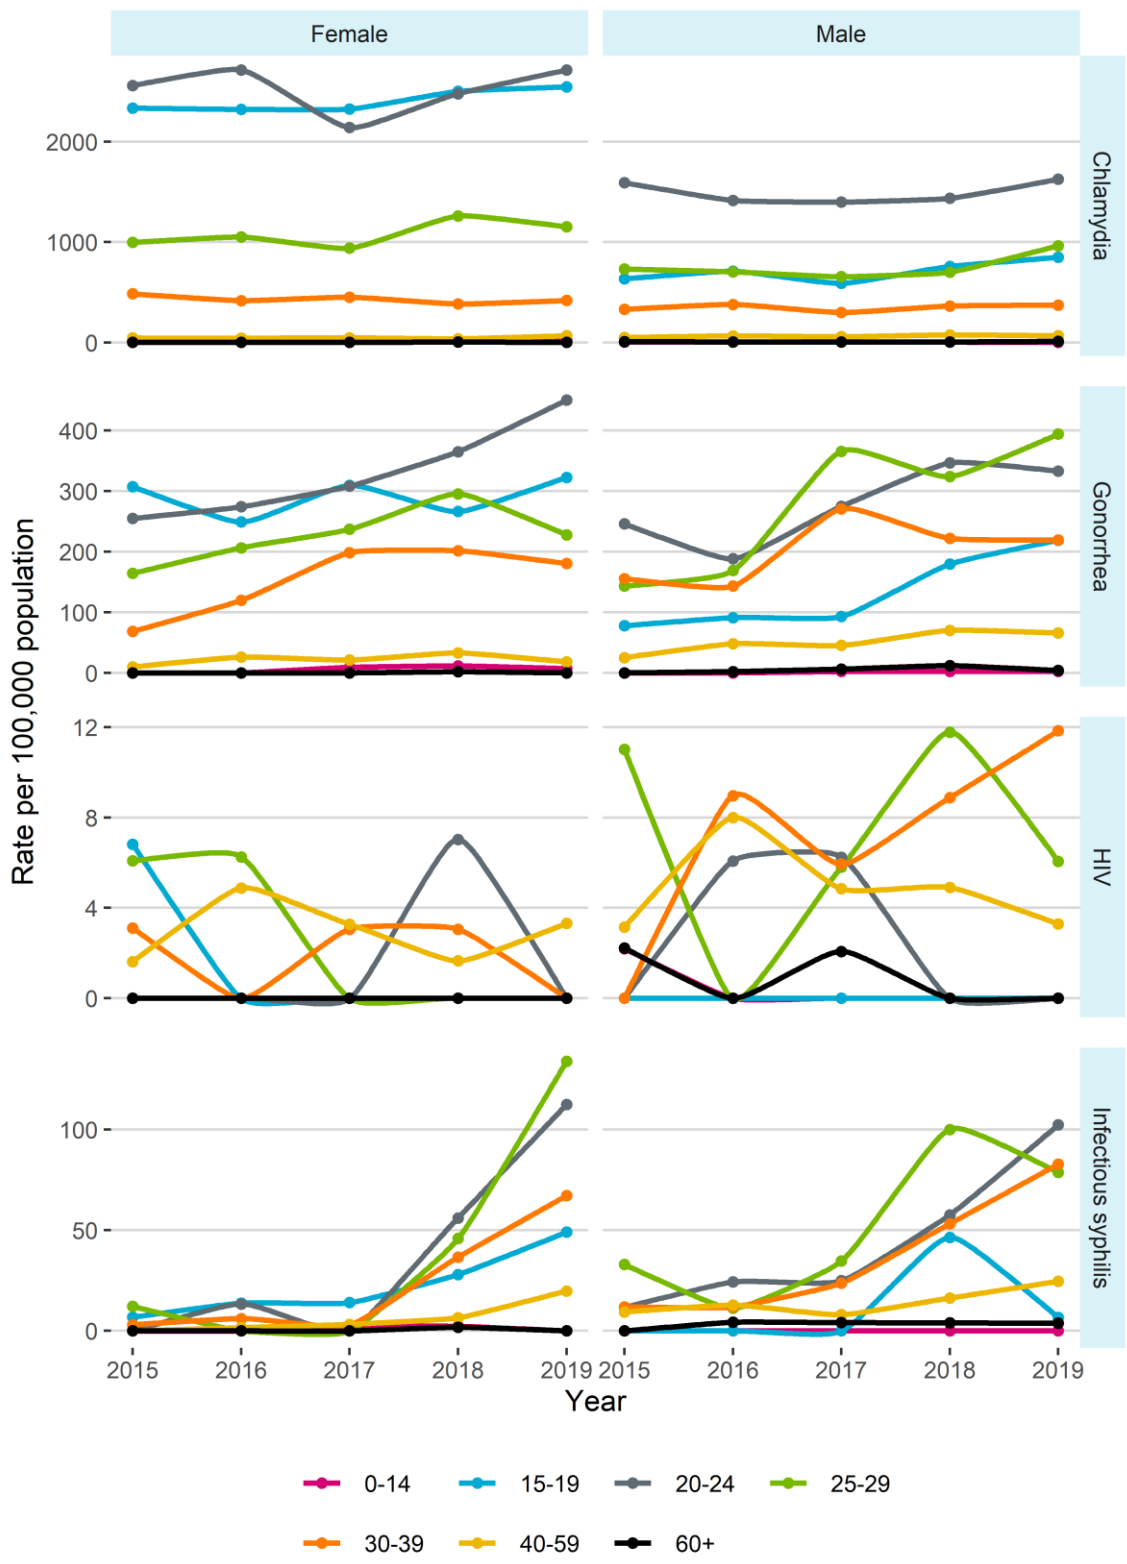 Female Male
2000
1000
0
Chlamydia
400
300
200
100
0
Gonorrhea
12
8
4
0
HIV
100
50
0
Infectious syphilis
Rate per 100,000 population
2015 2016 2017 2018 2019 2015 2016 2017 2018 2019
Year
0-14 15-19 20-24 25-29
30-39 40-59 60+